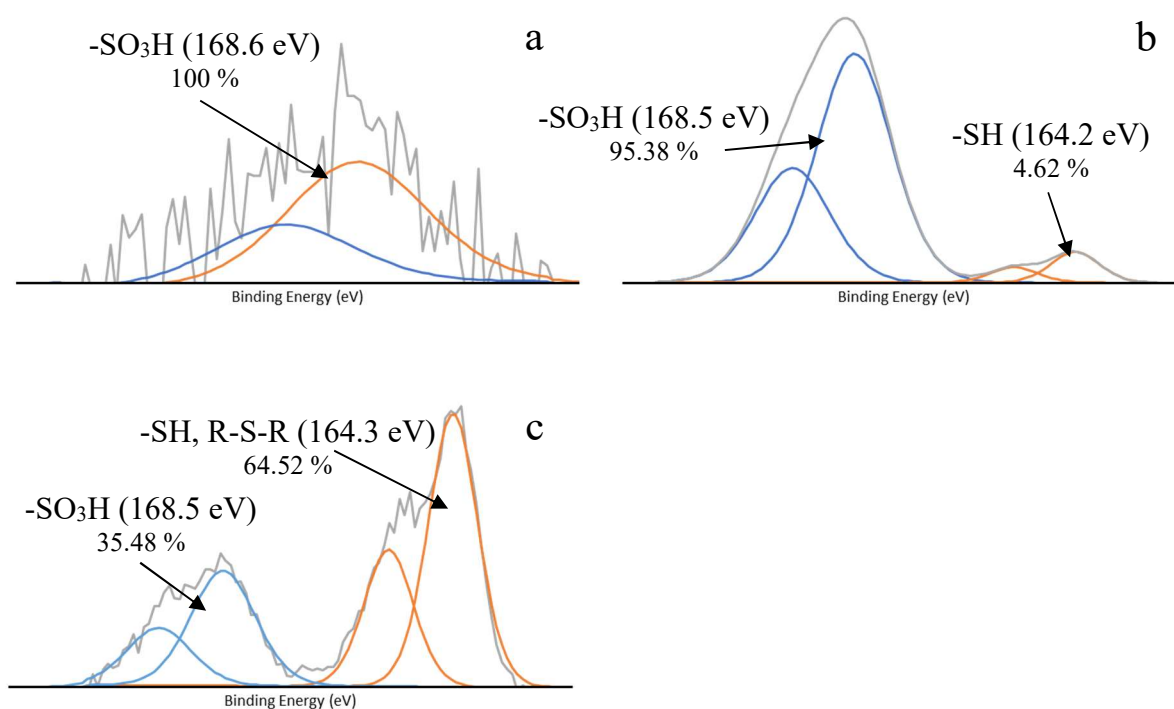 -SO₃H (168.6 eV)
100 %
a
Binding Energy (eV)
-SO₃H (168.5 eV)
95.38 %
-SH (164.2 eV)
4.62 %
b
Binding Energy (eV)
-SH, R-S-R (164.3 eV)
64.52 %
-SO₃H (168.5 eV)
35.48 %
c
Binding Energy (eV)